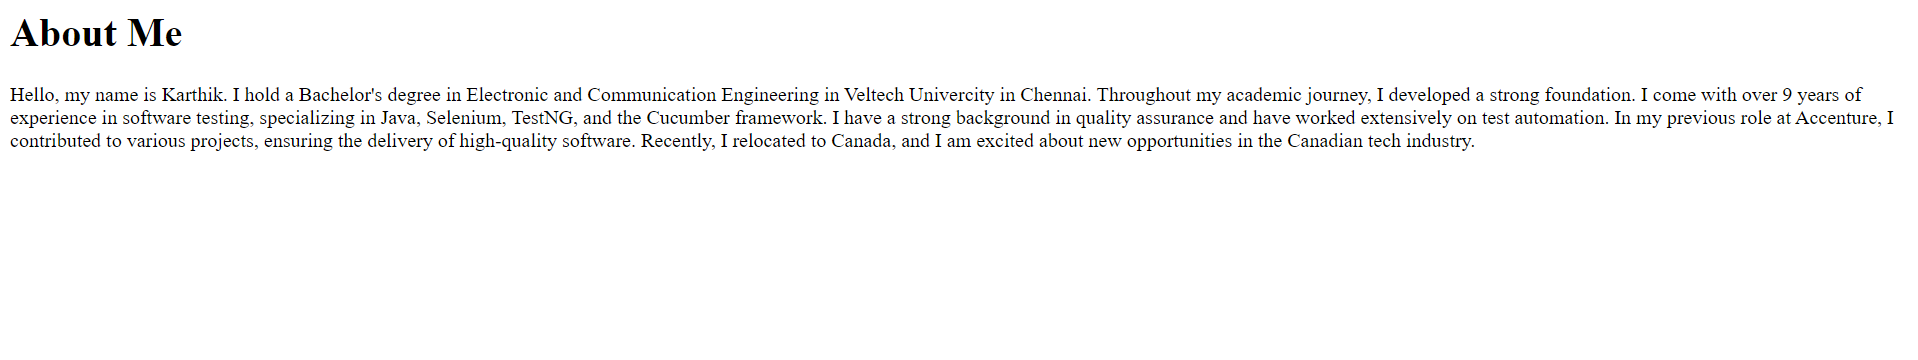 About Me
Hello, my name is Karthik. I hold a Bachelor's degree in Electronic and Communication Engineering in Veltech Univercity in Chennai. Throughout my academic journey, I developed a strong foundation. I come with over 9 years of
experience in software testing, specializing in Java, Selenium, TestNG, and the Cucumber framework. I have a strong background in quality assurance and have worked extensively on test automation. In my previous role at Accenture, I
contributed to various projects, ensuring the delivery of high-quality software. Recently, I relocated to Canada, and I am excited about new opportunities in the Canadian tech industry.